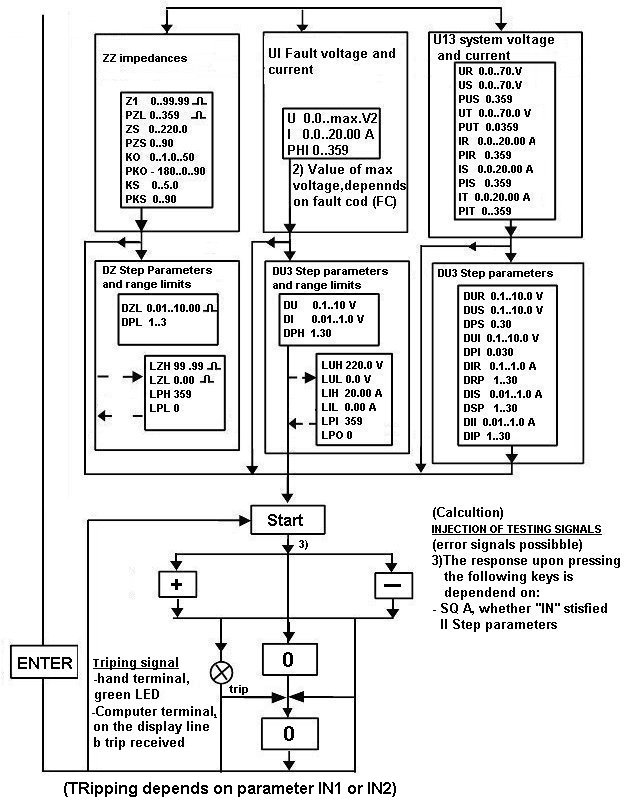 ZZ impedances
Z1 0..99.99
PZL 0..359
ZS 0..220.0
PZS 0..90
KO 0..1.0..50
PKO - 180..0..90
KS 0..5.0
PKS 0..90
UI Fault voltage and
current
U 0.0..max.V2
I 0.0..20.00 A
PHI 0..359
2) Value of max
voltage,depennds
on fault cod (FC)
U13 system voltage
and current
UR 0.0..70.V
US 0.0..70.V
PUS 0.359
UT 0.0..70.0 V
PUT 0.0359
IR 0.0..20.00 A
PIR 0.359
IS 0.0.20.00 A
PIS 0.359
IT 0.0.20.00 A
PIT 0..359
DZ Step Parameters
and range limits
DZL 0.01..10.00
DPL 1..3
LZH 99 .99
LZL 0.00
LPH 359
LPL 0
DU3 Step parameters
and range limits
DU 0.1..10 V
DI 0.01..1.0 V
DPH 1.30
LUH 220.0 V
LUL 0.0 V
LIH 20.00 A
LIL 0.00 A
LPI 359
LPO 0
DU3 Step parameters
DUR 0.1..10.0 V
DUS 0.1..10.0 V
DPS 0.30
DUI 0.1..10.0 V
DPI 0.030
DIR 0.1..1.0 A
DRP 1..30
DIS 0.01..1.0 A
DSP 1..30
DII 0.01..1.0 A
DIP 1..30
Start
3)
+
−
(Calcultion)
INJECTION OF TESTING SIGNALS
(error signals possibble)
3)The response upon pressing
the following keys is
dependend on:
- SQ A, whether "IN" stisfied
II Step parameters
ENTER
Triping signal
-hand terminal,
green LED
-Computer terminal,
on the display line
b trip received
0
trip
0
(TRipping depends on parameter IN1 or IN2)